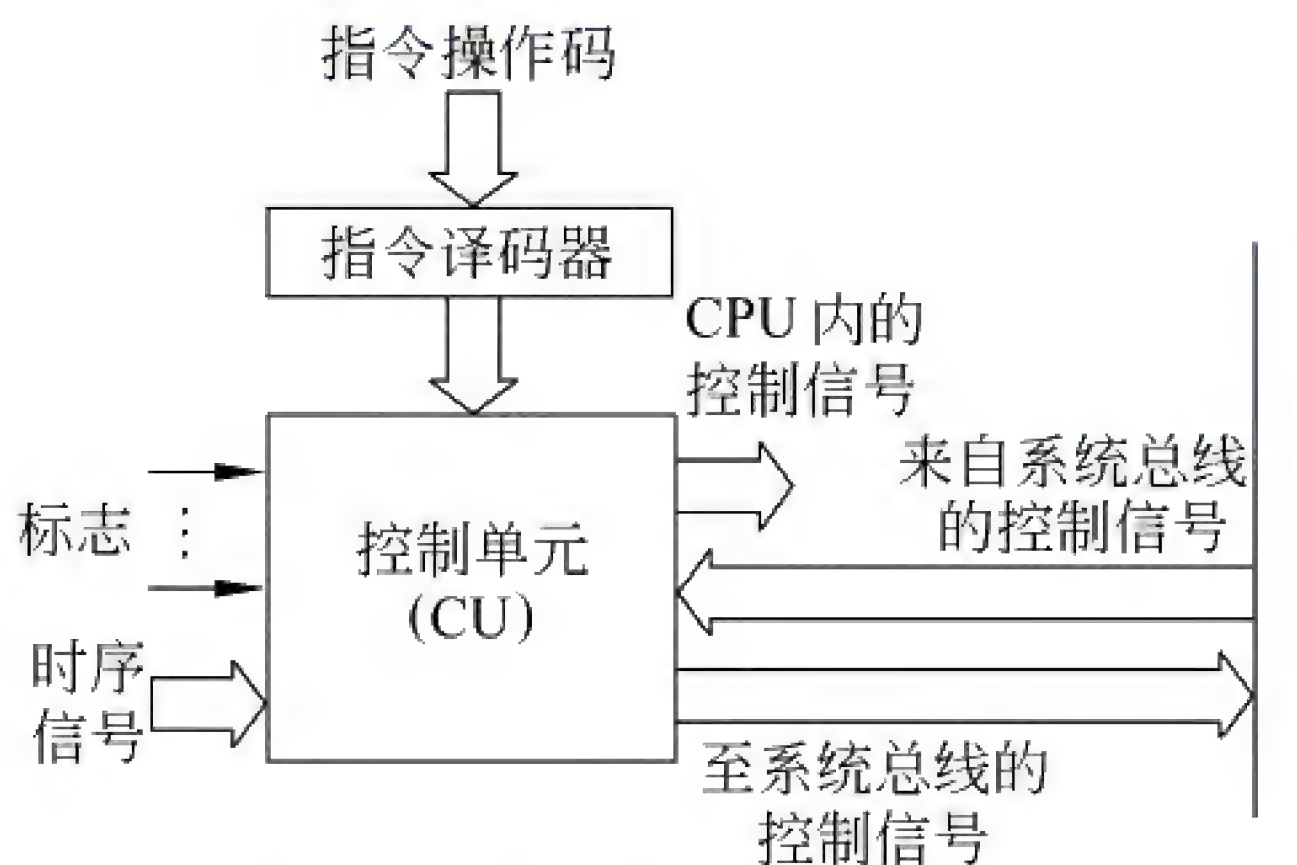 指令操作码
指令译码器
CPU 内的
控制信号
来自系统总线
的控制信号
标志
控制单元
(CU)
时序
信号
至系统总线的
控制信号